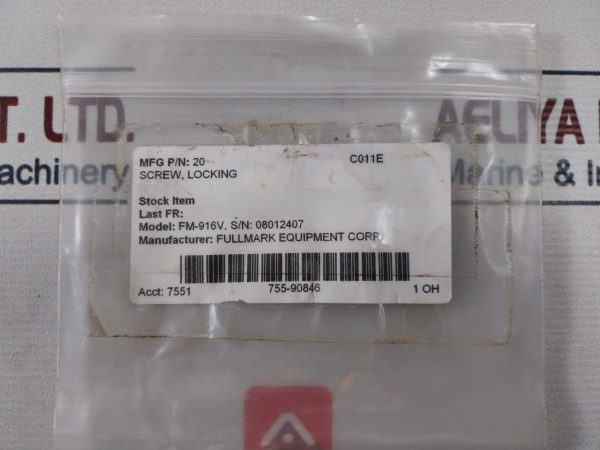 T. LTD.
AELIYA
achinery
Marine & In
MFG P/N: 20 C011E
SCREW, LOCKING
Stock Item
Last FR:
Model: FM-916V, S/N: 08012407
Manufacturer: FULLMARK EQUIPMENT CORP.
Acct: 7551 755-90846 1 OH